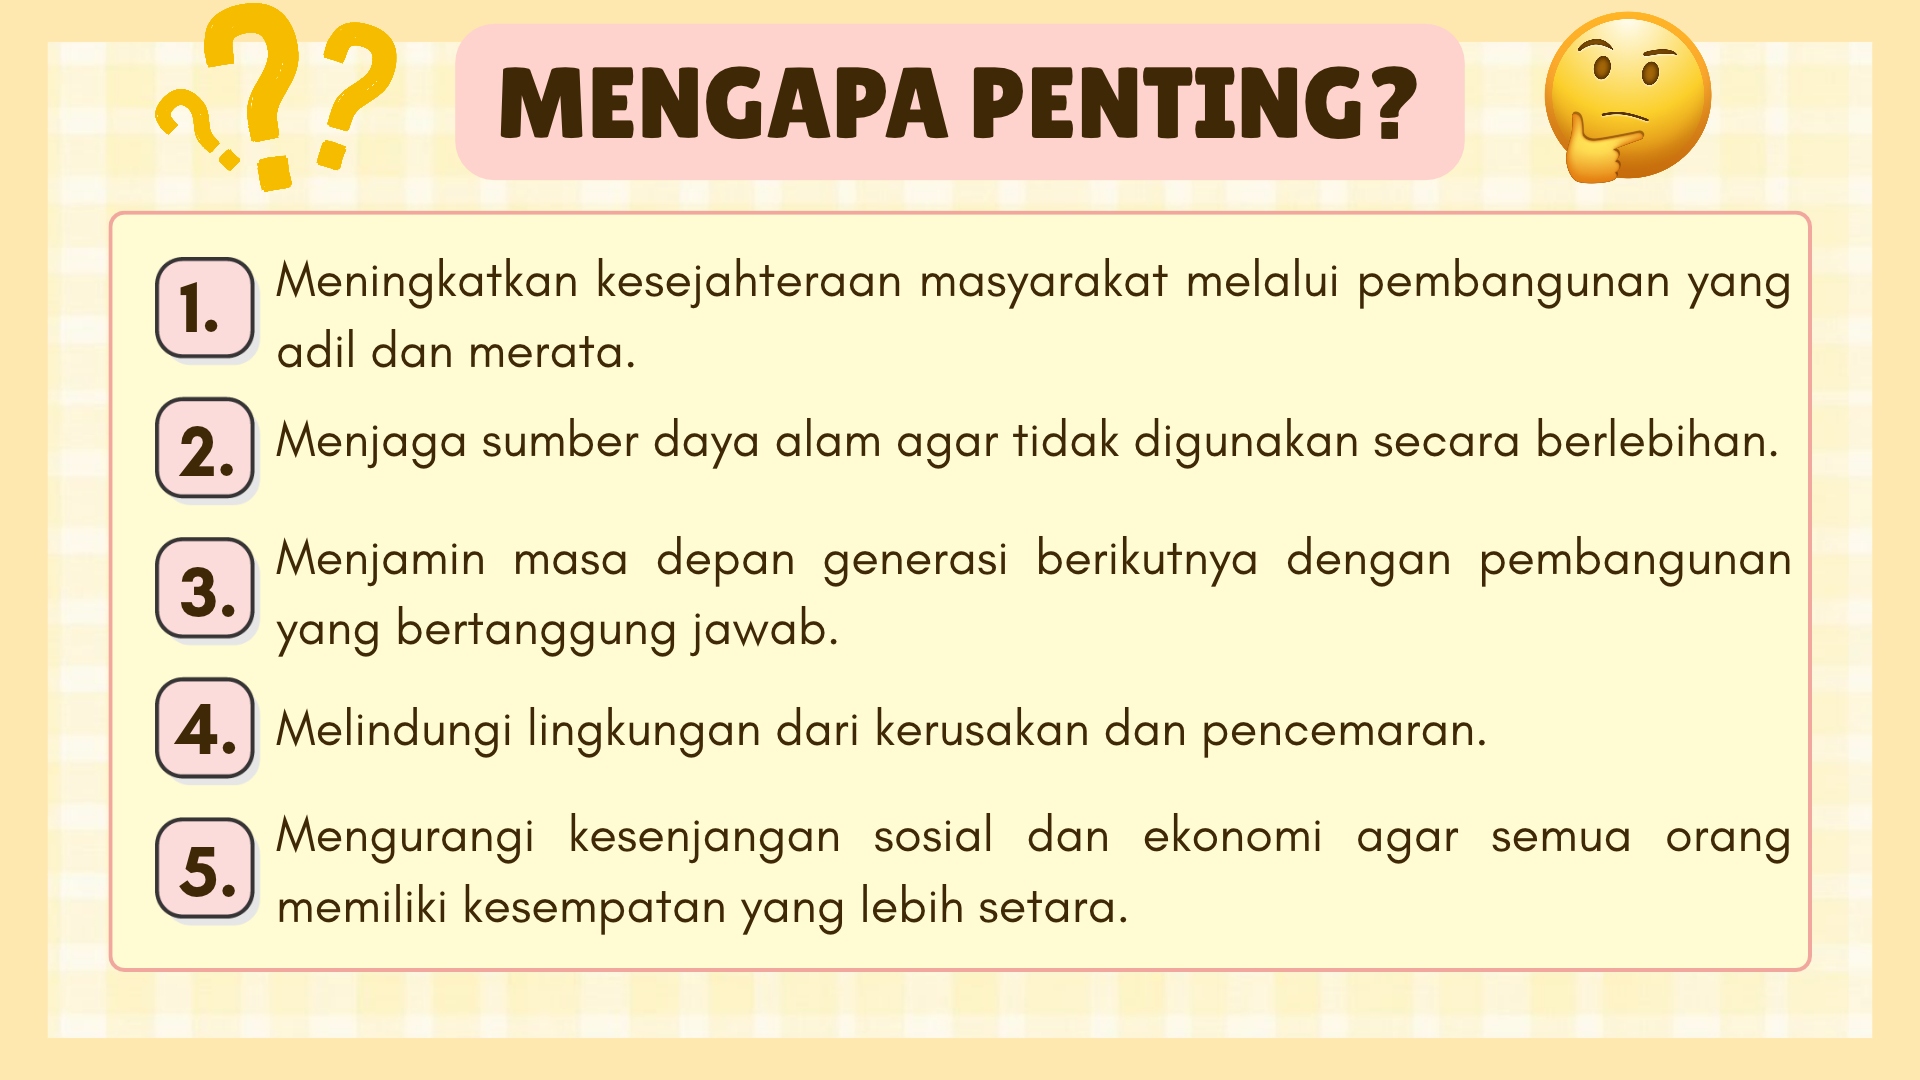 MENGAPA PENTING?
1. Meningkatkan kesejahteraan masyarakat melalui pembangunan yang
adil dan merata.
2. Menjaga sumber daya alam agar tidak digunakan secara berlebihan.
3. Menjamin masa depan generasi berikutnya dengan pembangunan
yang bertanggung jawab.
4. Melindungi lingkungan dari kerusakan dan pencemaran.
5. Mengurangi kesenjangan sosial dan ekonomi agar semua orang
memiliki kesempatan yang lebih setara.